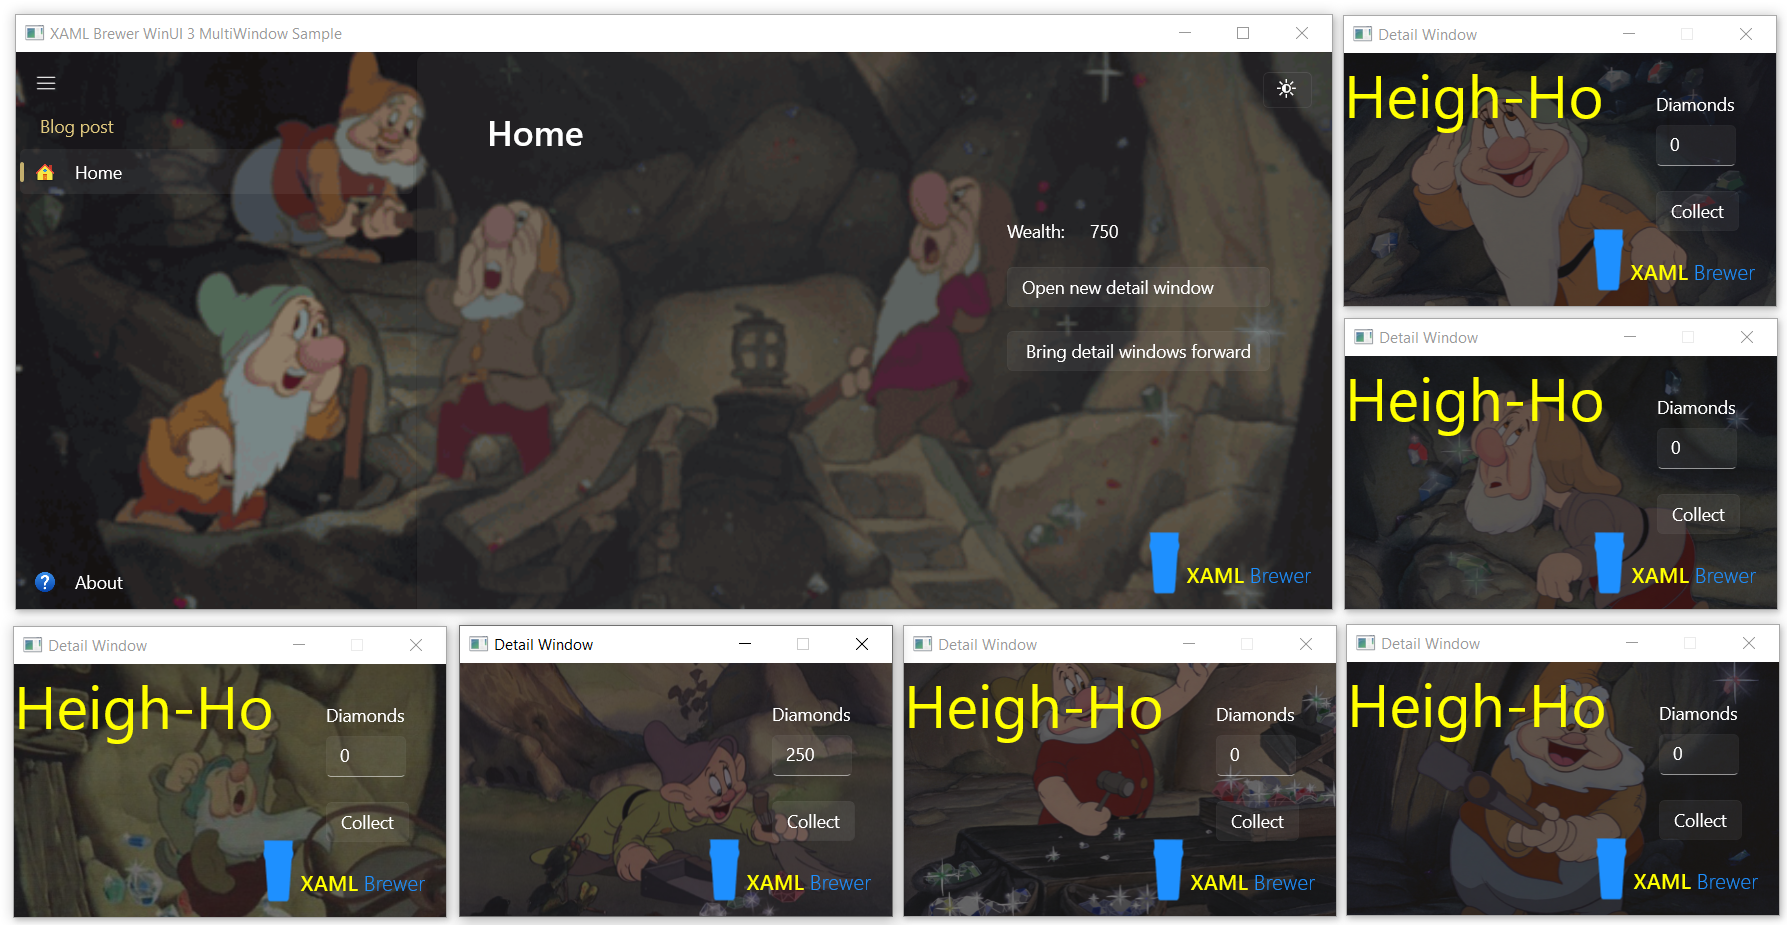 XAML Brewer WinUI 3 MultiWindow Sample
Blog post
Home
About
Home
Wealth: 750
Open new detail window
Bring detail windows forward
XAML Brewer
Detail Window
Heigh-Ho
Diamonds
0
Collect
XAML Brewer
Detail Window
Heigh-Ho
Diamonds
0
Collect
XAML Brewer
Detail Window
Heigh-Ho
Diamonds
0
Collect
XAML Brewer
Detail Window
Diamonds
250
Collect
XAML Brewer
Detail Window
Heigh-Ho
Diamonds
0
Collect
XAML Brewer
Detail Window
Heigh-Ho
Diamonds
0
Collect
XAML Brewer